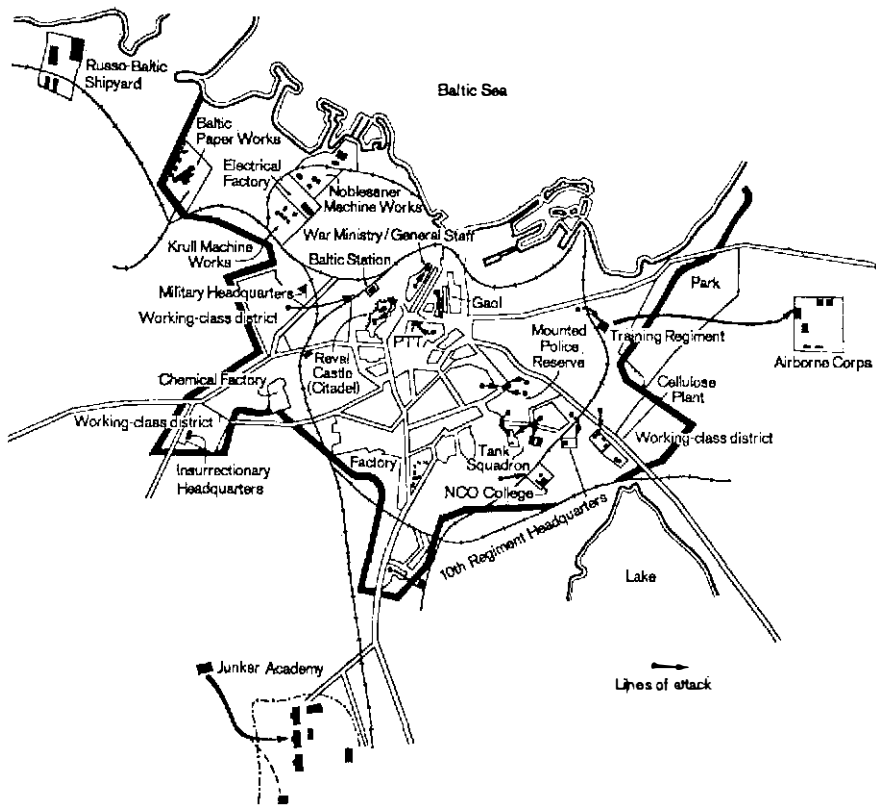 Russo-Baltic
Shipyard
Baltic Sea
Baltic
Paper Works
Electrical
Factory
Noblessner
Machine Works
Krull Machine
Works
War Ministry / General Staff
Baltic Station
Military Headquarters
Working-class district
Gaol
Park
PTT
Mounted
Police
Reserve
Training Regiment
Airborne Corps
Reval
Castle
(Citadel)
Chemical Factory
Cellulose
Plant
Working-class district
Working-class district
Insurrectionary
Headquarters
Factory
Tank
Squadron
NCO College
10th Regiment Headquarters
Lake
Junker Academy
Lines of attack